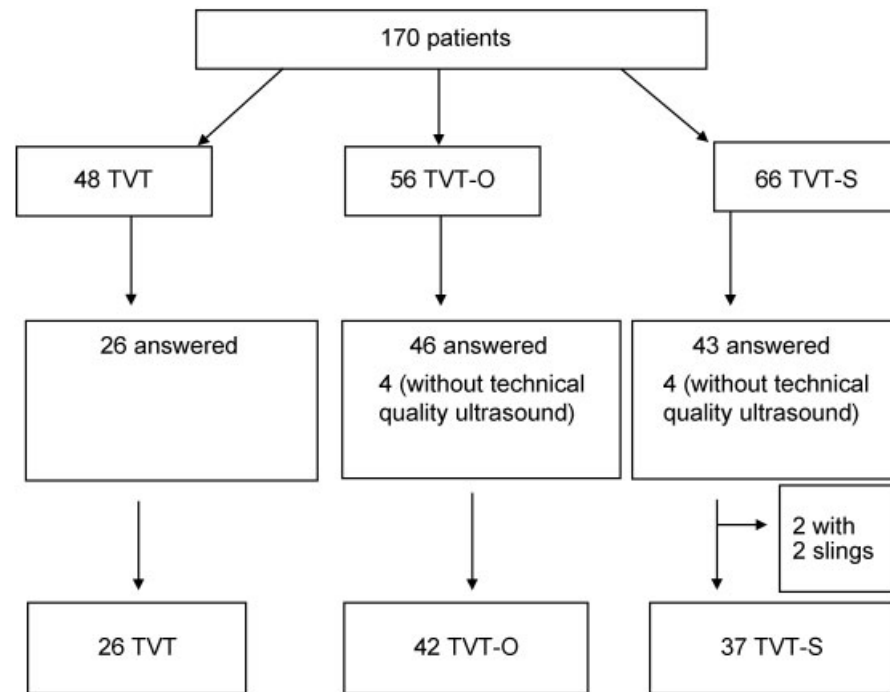 170 patients
48 TVT
56 TVT-O
66 TVT-S
26 answered
46 answered
4 (without technical
quality ultrasound)
43 answered
4 (without technical
quality ultrasound)
2 with
2 slings
26 TVT
42 TVT-O
37 TVT-S